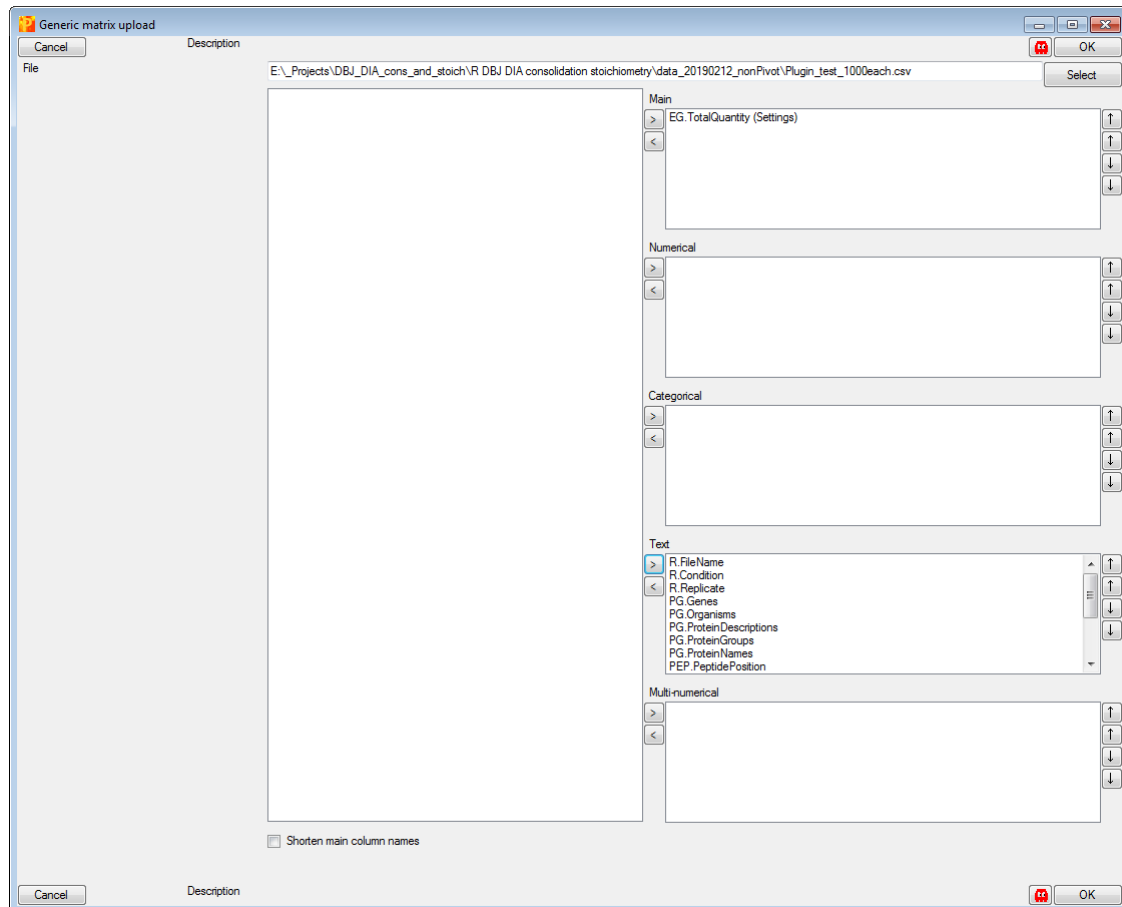 Generic matrix upload
Cancel
Description
OK
File
E:\_Projects\DBJ_DIA_cons_and_stoich\R DBJ DIA consolidation stoichiometry\data_20190212_nonPivot\Plugin_test_1000each.csv
Select
Main
>
EG.TotalQuantity (Settings)
<
↑
↑
↓
↓
Numerical
>
<
↑
↑
↓
↓
Categorical
>
<
↑
↑
↓
↓
Text
>
<
R.FileName
R.Condition
R.Replicate
PG.Genes
PG.Organisms
PG.ProteinDescriptions
PG.ProteinGroups
PG.ProteinNames
PEP.PeptidePosition
↑
↑
↓
↓
Multi-numerical
>
<
↑
↑
↓
↓
Shorten main column names
Cancel
Description
OK